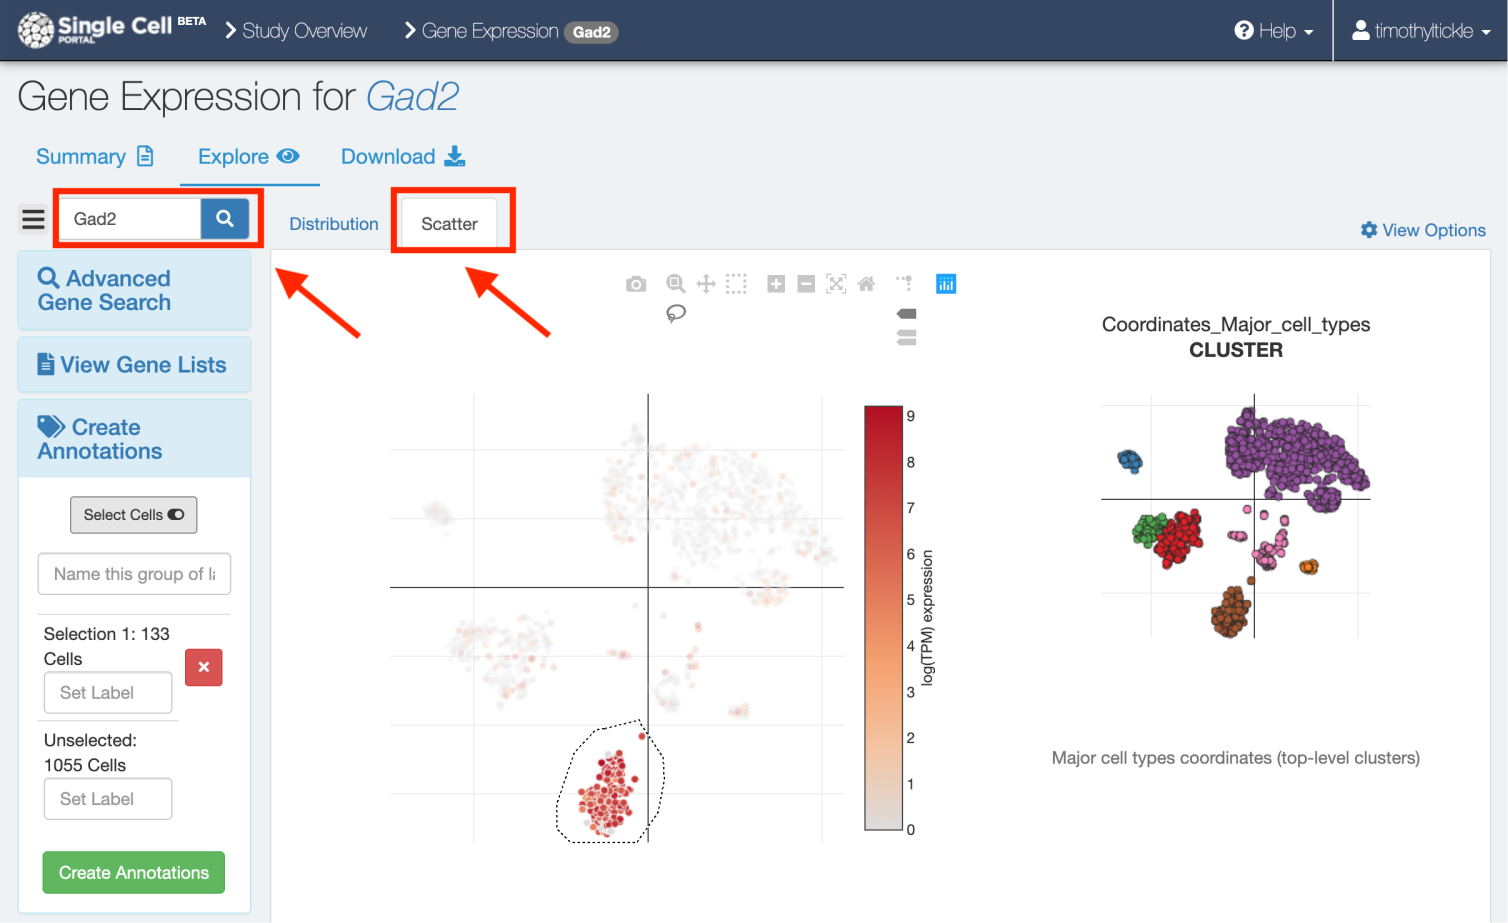 Single Cell BETA
PORTAL
Study Overview
Gene Expression Gad2
Help
timothyltickle
Gene Expression for Gad2
Summary
Explore
Download
Gad2
Distribution
Scatter
View Options
Advanced
Gene Search
View Gene Lists
Create
Annotations
Select Cells
Name this group of la
Selection 1: 133
Cells
Set Label
Unselected:
1055 Cells
Set Label
Create Annotations
9
8
7
6
5
4
3
2
1
0
log(TPM) expression
Coordinates_Major_cell_types
CLUSTER
Major cell types coordinates (top-level clusters)